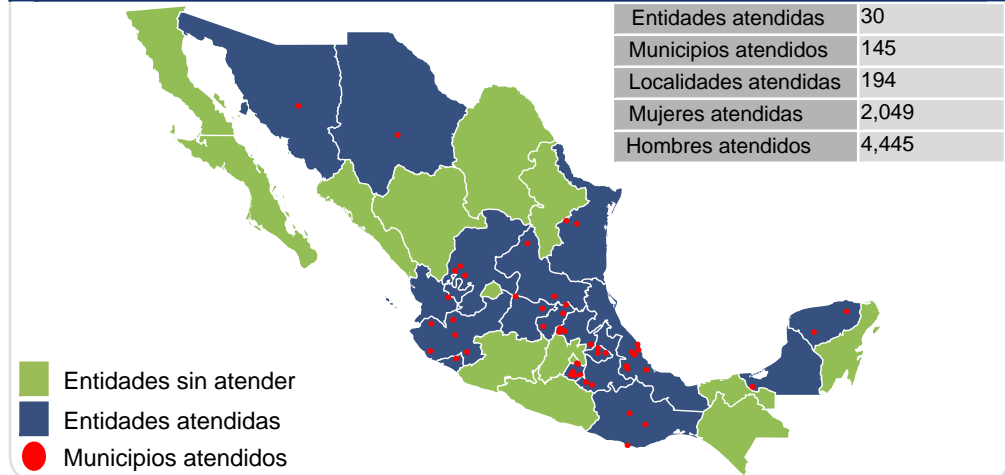 Entidades atendidas 30
Municipios atendidos 145
Localidades atendidas 194
Mujeres atendidas 2,049
Hombres atendidos 4,445
Entidades sin atender
Entidades atendidas
Municipios atendidos